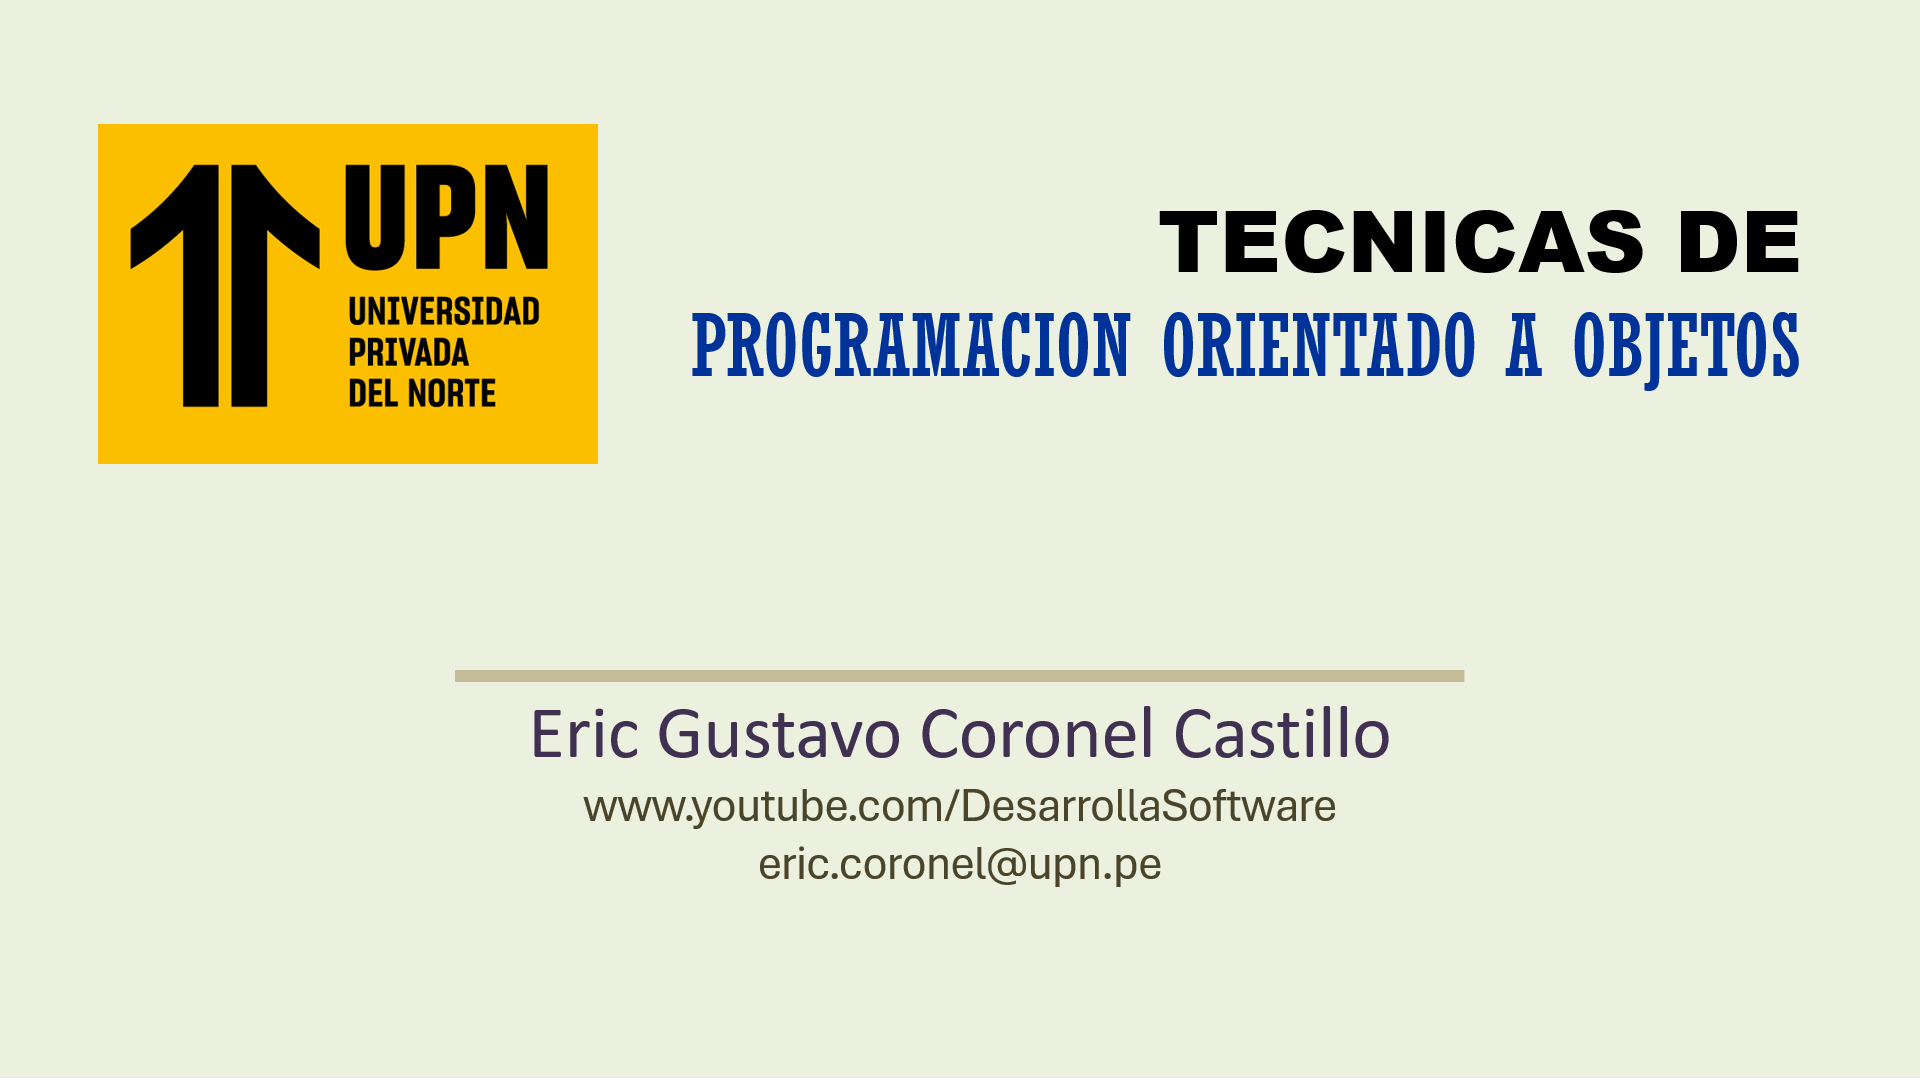 UPN
UNIVERSIDAD
PRIVADA
DEL NORTE
TECNICAS DE
PROGRAMACION ORIENTADO A OBJETOS
Eric Gustavo Coronel Castillo
www.youtube.com/DesarrollaSoftware
eric.coronel@upn.pe